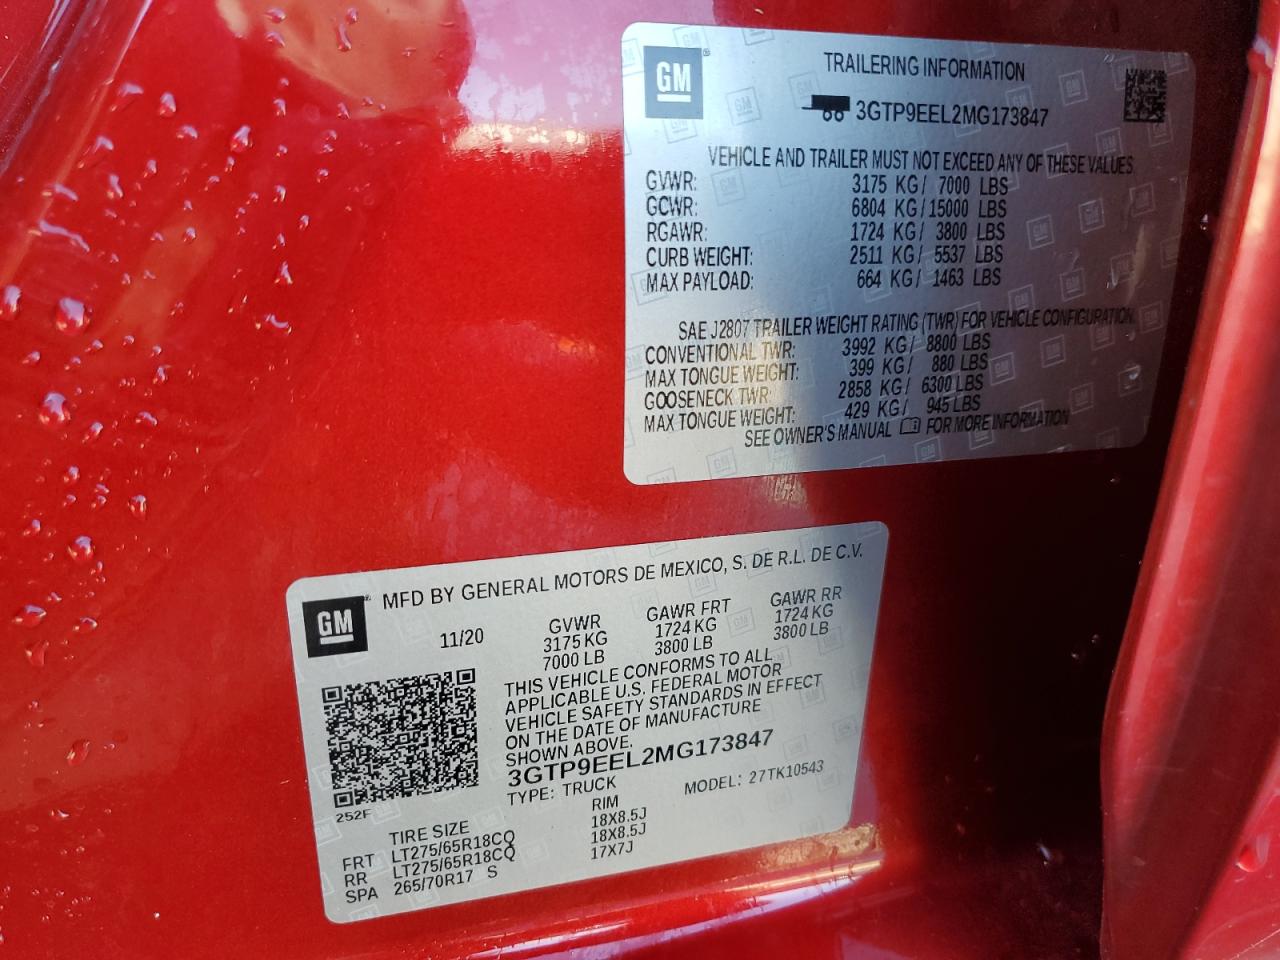 GM
TRAILERING INFORMATION
3GTP9EEL2MG173847
VEHICLE AND TRAILER MUST NOT EXCEED ANY OF THESE VALUES
GVWR: 3175 KG/ 7000 LBS
GCWR: 6804 KG/15000 LBS
RGAWR: 1724 KG/ 3800 LBS
CURB WEIGHT: 2511 KG/ 5537 LBS
MAX PAYLOAD: 664 KG/ 1463 LBS
SAE J2807 TRAILER WEIGHT RATING (TWR) FOR VEHICLE CONFIGURATION.
CONVENTIONAL TWR: 3992 KG/ 8800 LBS
MAX TONGUE WEIGHT: 399 KG/ 880 LBS
GOOSENECK TWR: 2858 KG/ 6300 LBS
MAX TONGUE WEIGHT: 429 KG/ 945 LBS
SEE OWNER'S MANUAL FOR MORE INFORMATION
GM
MFD BY GENERAL MOTORS DE MEXICO, S. DE R.L. DE C.V.
11/20 GVWR GAWR FRT GAWR RR
3175 KG 1724 KG 1724 KG
7000 LB 3800 LB 3800 LB
THIS VEHICLE CONFORMS TO ALL
APPLICABLE U.S. FEDERAL MOTOR
VEHICLE SAFETY STANDARDS IN EFFECT
ON THE DATE OF MANUFACTURE
SHOWN ABOVE.
3GTP9EEL2MG173847
TYPE: TRUCK MODEL: 27TK10543
252F
TIRE SIZE RIM
FRT LT275/65R18CQ 18X8.5J
RR LT275/65R18CQ 18X8.5J
SPA 265/70R17 S 17X7J